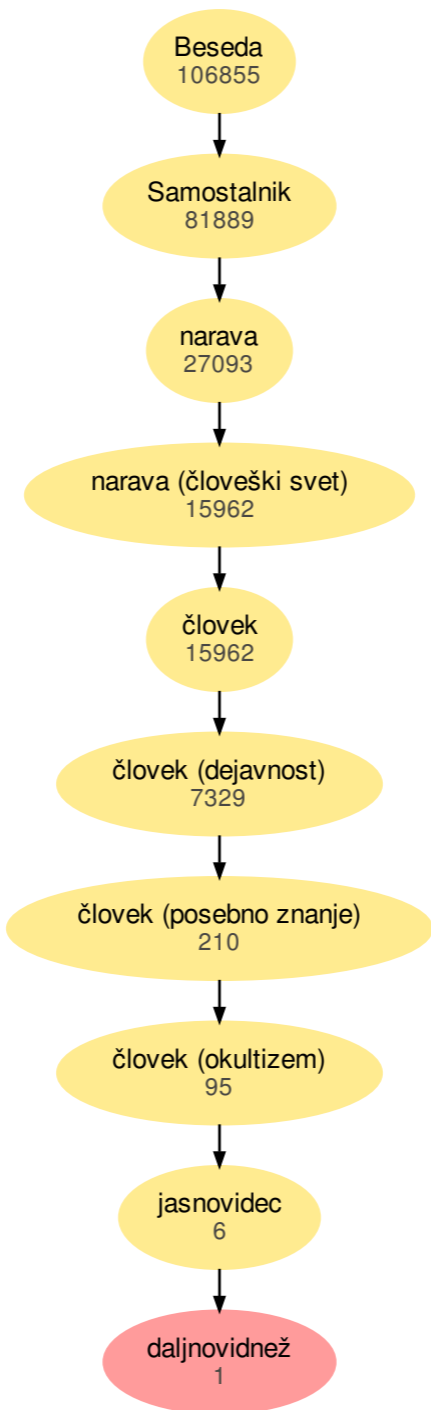 Beseda
106855
Samostalnik
81889
narava
27093
narava (človeški svet)
15962
človek
15962
človek (dejavnost)
7329
človek (posebno znanje)
210
človek (okultizem)
95
jasnovidec
6
daljnovidnež
1